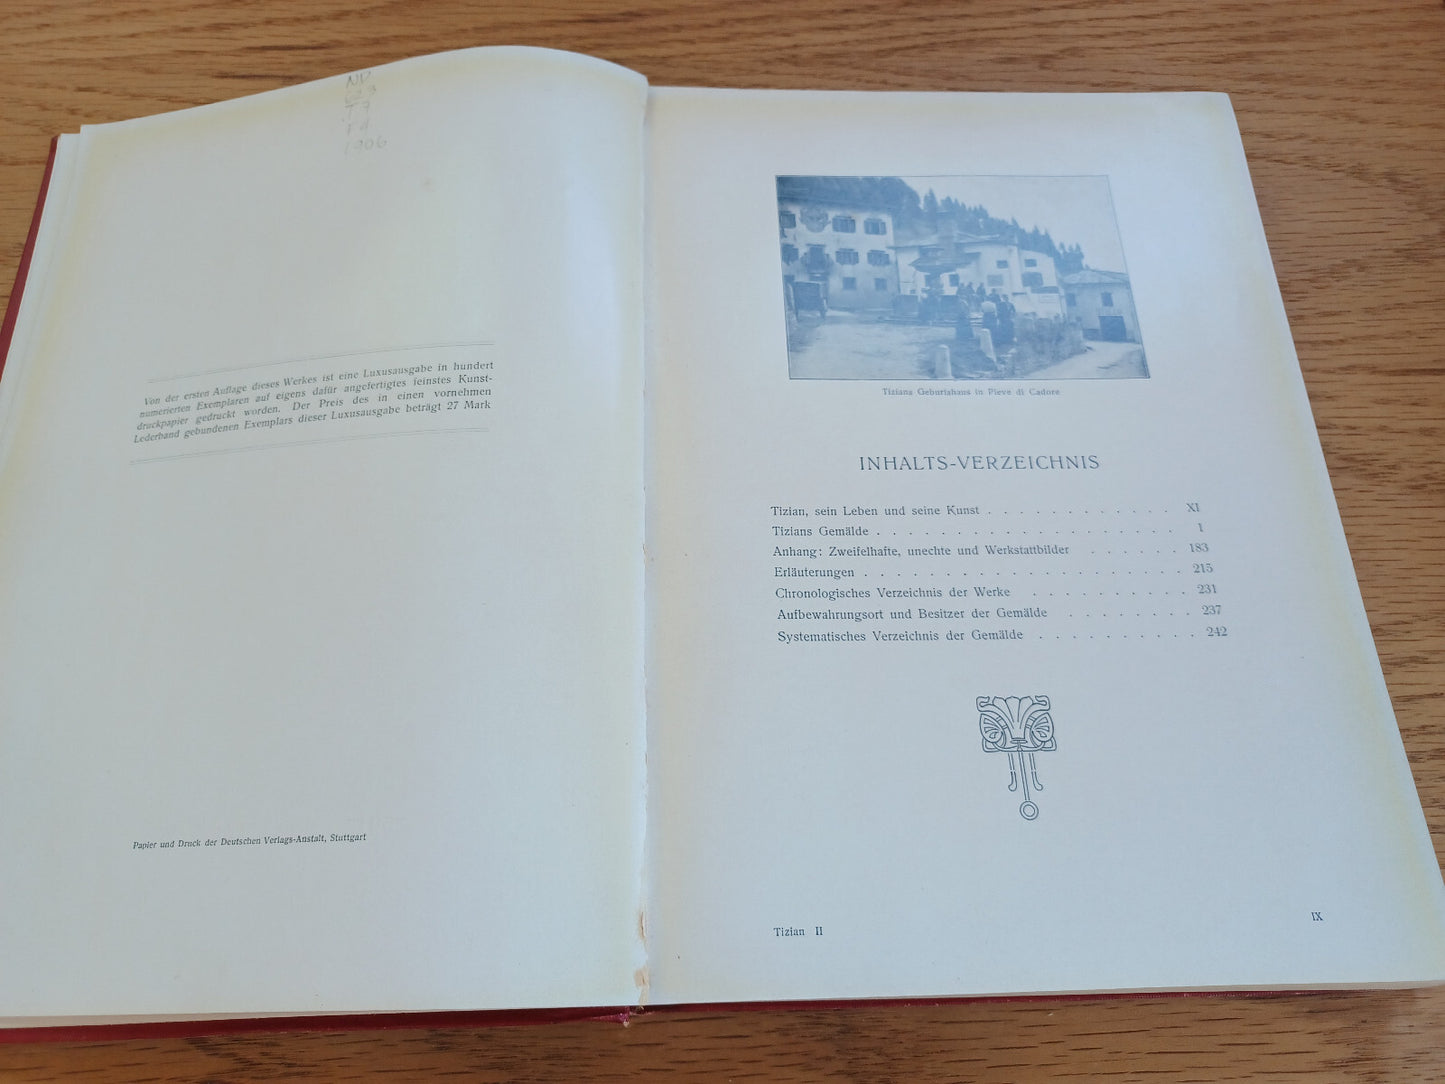 ND
623
.T9
F4
1906
Von der ersten Auflage dieses Werkes ist eine Luxusausgabe in hundert
numerierten Exemplaren auf eigens dafür angefertigtes feinstes Kunst-
druckpapier gedruckt worden. Der Preis des in einen vornehmen
Lederband gebundenen Exemplars dieser Luxusausgabe beträgt 27 Mark
Papier und Druck der Deutschen Verlags-Anstalt, Stuttgart
Tizians Geburtshaus in Pieve di Cadore
INHALTS-VERZEICHNIS
Tizian, sein Leben und seine Kunst . . . . . . . . . . . . XI
Tizians Gemälde . . . . . . . . . . . . . . . . . . . 1
Anhang: Zweifelhafte, unechte und Werkstattbilder . . . . . . 183
Erläuterungen . . . . . . . . . . . . . . . . . . . . 215
Chronologisches Verzeichnis der Werke . . . . . . . . . . 231
Aufbewahrungsort und Besitzer der Gemälde . . . . . . . . 237
Systematisches Verzeichnis der Gemälde . . . . . . . . . . 242
Tizian II
IX